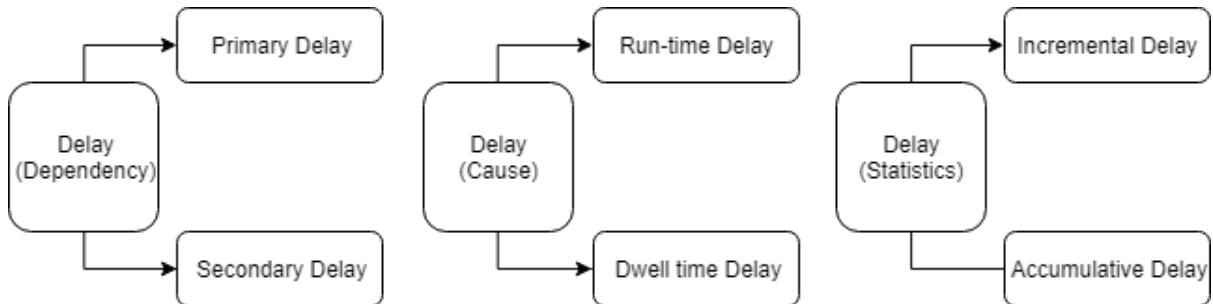 Primary Delay
Delay
(Dependency)
Secondary Delay
Run-time Delay
Delay
(Cause)
Dwell time Delay
Incremental Delay
Delay
(Statistics)
Accumulative Delay